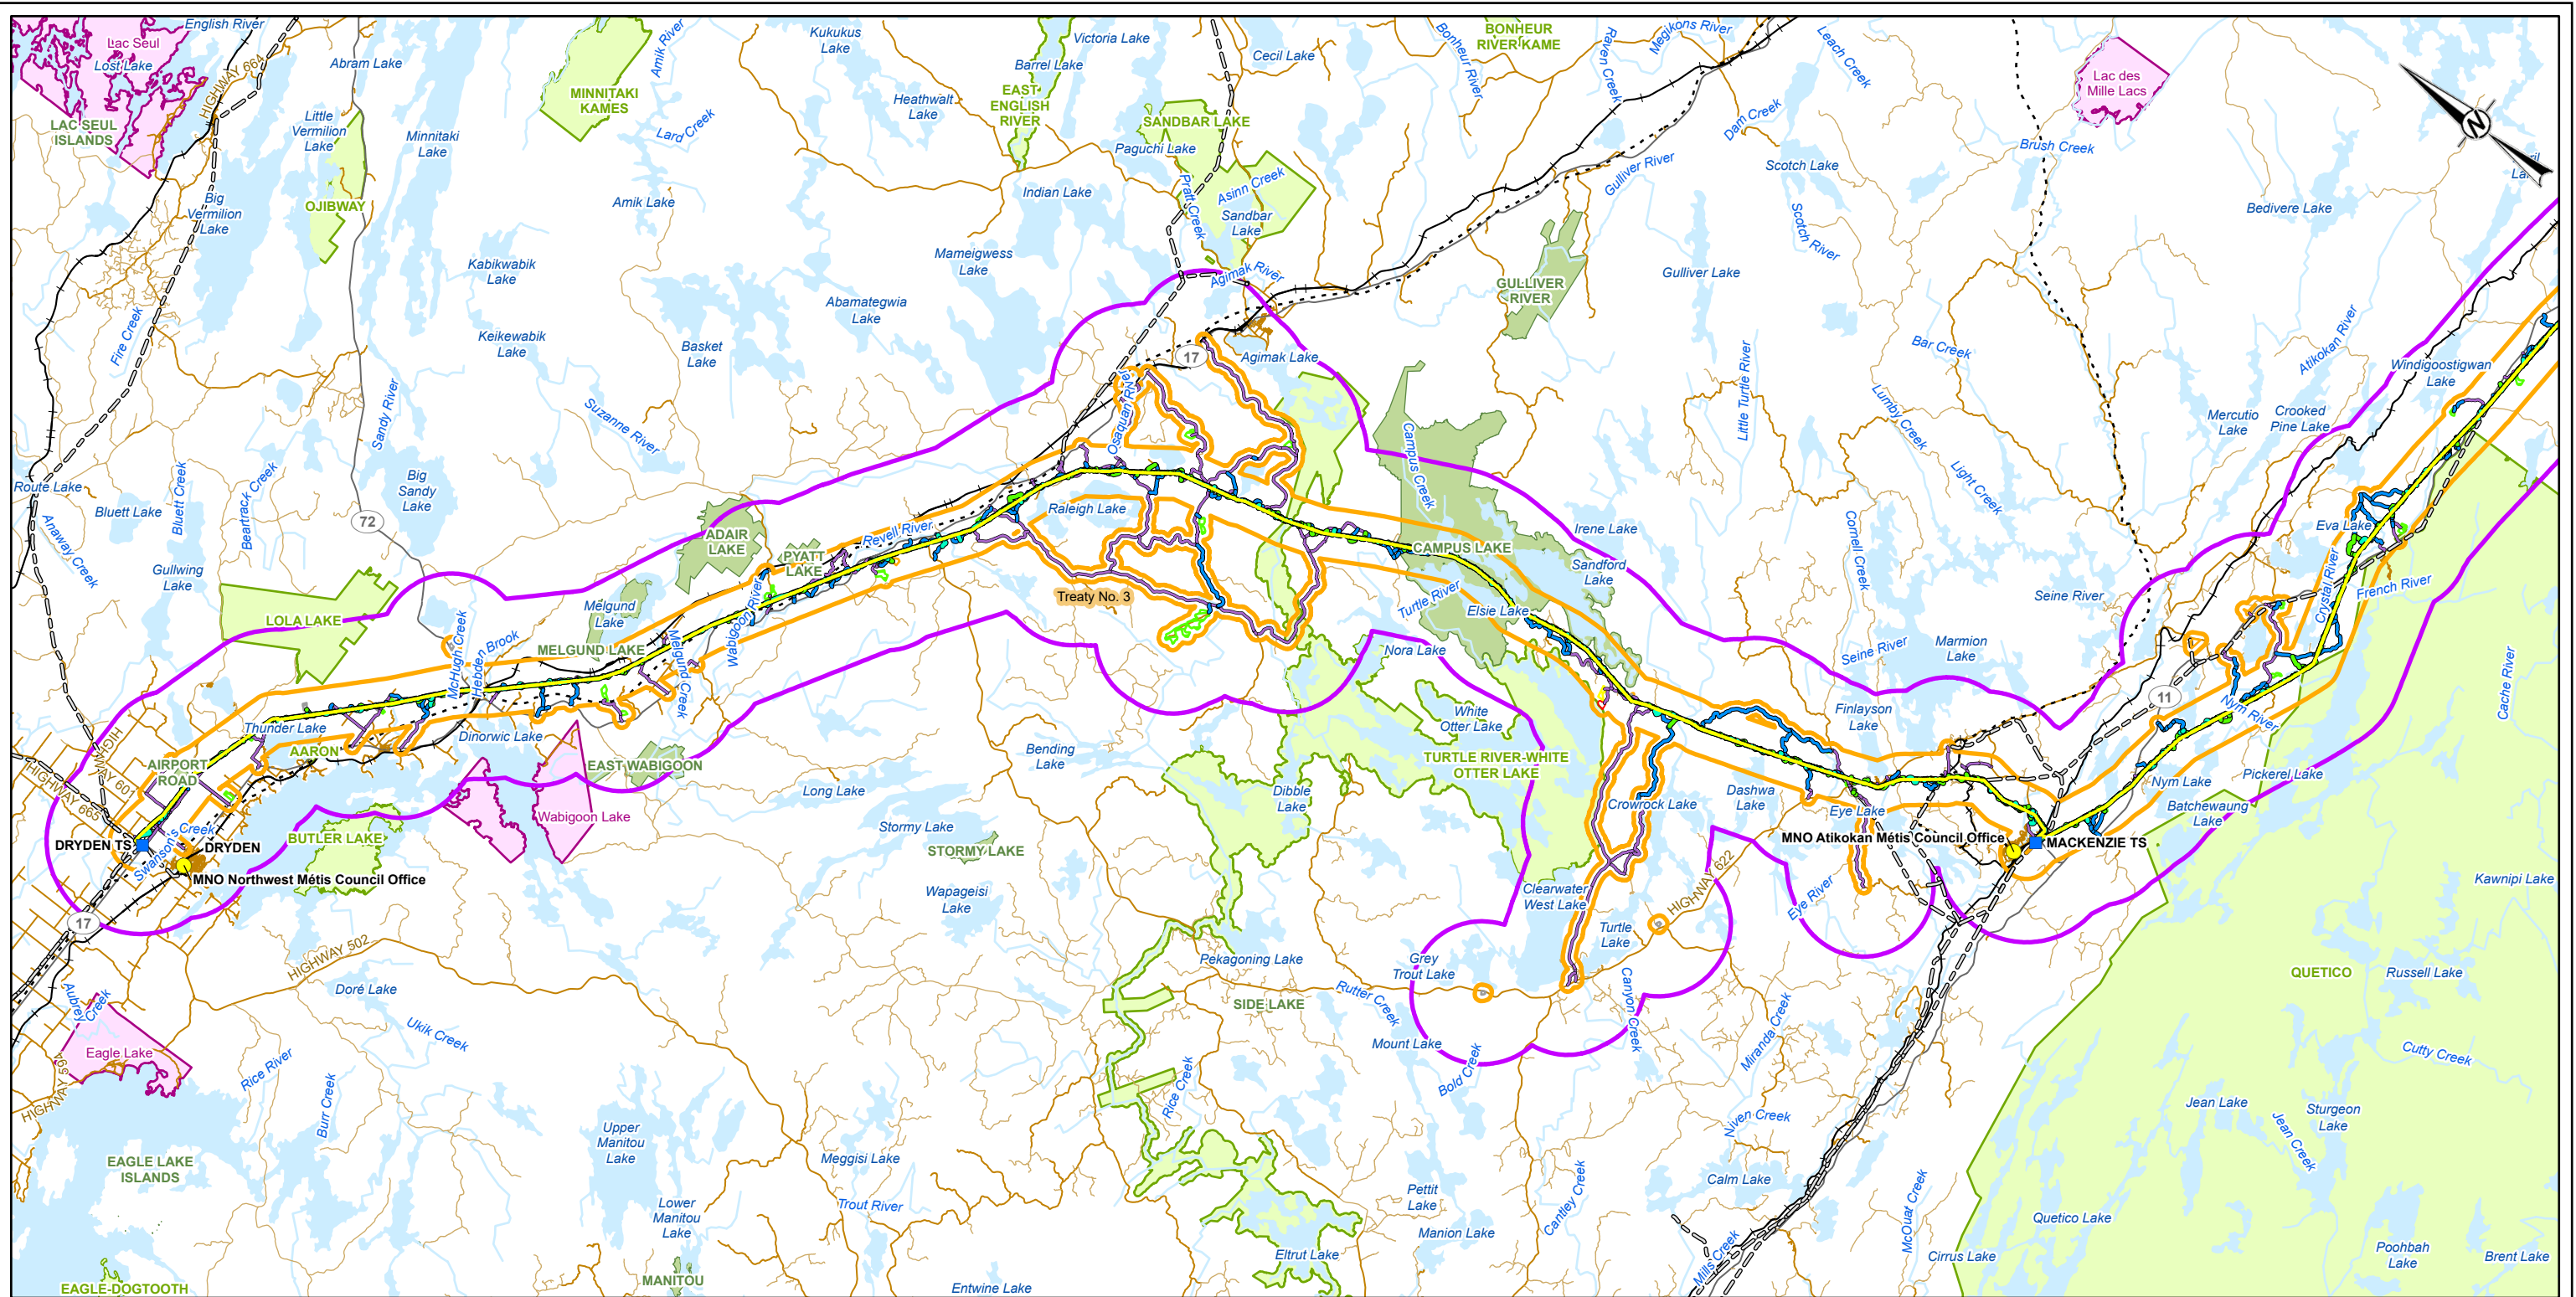 English River
Lac Seul
Lost Lake
HIGHWAY 664
LAC SEUL
ISLANDS
Abram Lake
Little
Vermilion
Lake
Minnitaki
Lake
OJIBWAY
Big
Vermilion
Lake
Fire Creek
MINNITAKI
KAMES
Amik River
Lard Creek
Amik Lake
Kukukus
Lake
Heathwalt
Lake
Barrel Lake
Victoria Lake
EAST
ENGLISH
RIVER
Cecil Lake
SANDBAR LAKE
Paguchi Lake
Indian Lake
Pratt Creek
Asinn Creek
Sandbar
Lake
Agimak River
Mameigwess
Lake
Abamategwia
Lake
Kabikwabik
Lake
Keikewabik
Lake
Basket
Lake
Suzanne River
Sandy River
Big
Sandy
Lake
72
Route Lake
Bluett Lake
Bluett Creek
Beartrack Creek
Anaway Creek
Gullwing
Lake
LOLA LAKE
BONHEUR
RIVER KAME
Bonheur River
Raven Creek
Megikons River
Leach Creek
Dam Creek
Gulliver River
Scotch Lake
Scotch River
Gulliver Lake
GULLIVER
RIVER
Lac des
Mille Lacs
Brush Creek
N
Bedivere Lake
Bar Creek
Little Turtle River
Lumby Creek
Light Creek
Cornell Creek
Atikokan River
Windigoostigwan
Lake
Mercutio
Lake
Crooked
Pine Lake
17
Agimak Lake
Osaquan River
Raleigh Lake
Campus Creek
Irene Lake
CAMPUS LAKE
Sandford
Lake
Turtle River
Elsie Lake
Nora Lake
ADAIR
LAKE
PYATT
LAKE
Revell River
Wabigoon River
Melgund
Lake
MELGUND LAKE
Melgund Creek
McHugh Creek
Hebden Brook
Treaty No. 3
Eva Lake
Crystal River
French River
Seine River
Seine River
Marmion
Lake
Cache River
11
Nym River
Nym Lake
Pickerel Lake
Batchewaung
Lake
Finlayson
Lake
Dashwa
Lake
Eye Lake
Crowrock Lake
White
Otter Lake
TURTLE RIVER-WHITE
OTTER LAKE
Dibble
Lake
Bending
Lake
Long Lake
Stormy Lake
STORMY LAKE
Wapageisi
Lake
Thunder Lake
AARON
AIRPORT
ROAD
Dinorwic Lake
EAST WABIGOON
Wabigoon Lake
HIGHWAY 601
HIGHWAY 665
DRYDEN TS
Swanson's Creek
DRYDEN
BUTLER LAKE
MNO Northwest Métis Council Office
17
MNO Atikokan Métis Council Office
MACKENZIE TS
Kawnipi Lake
Clearwater
West Lake
HIGHWAY 622
Eye River
Turtle
Lake
Grey
Trout Lake
Rutter Creek
Canyon Creek
Mount Lake
Bold Creek
Miranda Creek
Niven Creek
Pekagoning Lake
SIDE LAKE
Rice Creek
HIGHWAY 502
Doré Lake
Aubrey Creek
Eagle Lake
HIGHWAY 594
Rice River
Ukik Creek
Burr Creek
EAGLE LAKE
ISLANDS
Upper
Manitou
Lake
Lower
Manitou
Lake
Meggisi Lake
Trout River
MANITOU
Entwine Lake
EAGLE-DOGTOOTH
Eltrut Lake
Pettit
Lake
Manion Lake
Cantley Creek
Calm Lake
Mills Creek
McOuat Creek
Cirrus Lake
QUETICO
Russell Lake
Cutty Creek
Jean Lake
Jean Creek
Sturgeon
Lake
Quetico Lake
Poohbah
Lake
Brent Lake